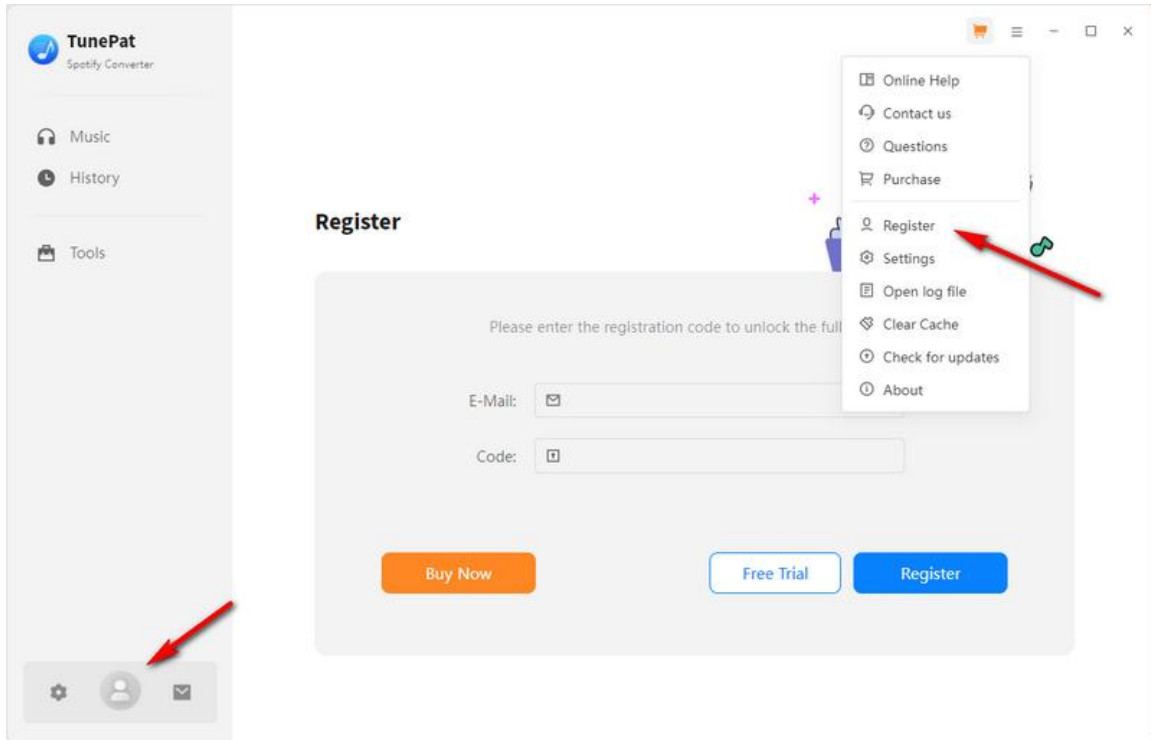 TunePat
Spotify Converter
Music
History
Tools
Online Help
Contact us
Questions
Purchase
Register
Settings
Open log file
Clear Cache
Check for updates
About
Register
Please enter the registration code to unlock the full
E-Mail:
Code:
Buy Now
Free Trial
Register